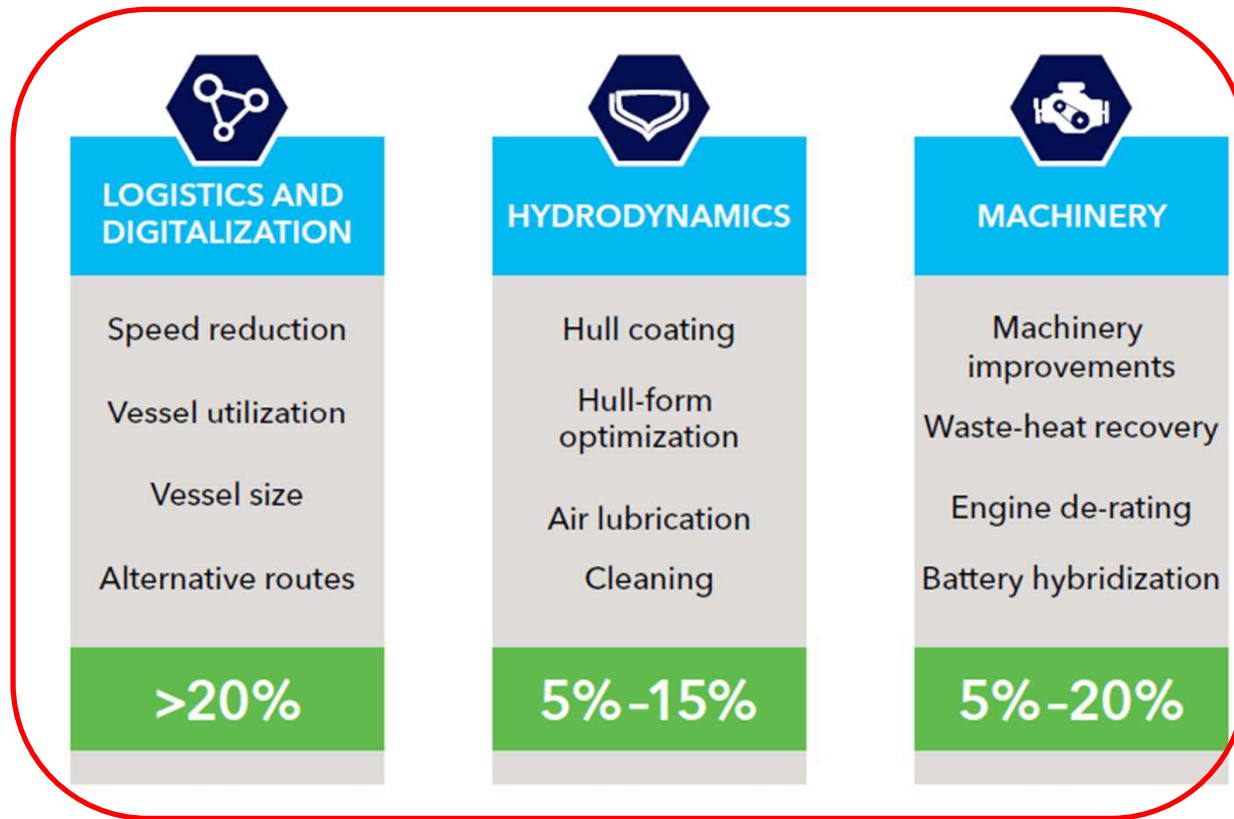 LOGISTICS AND
DIGITALIZATION
Speed reduction
Vessel utilization
Vessel size
Alternative routes
>20%
HYDRODYNAMICS
Hull coating
Hull-form
optimization
Air lubrication
Cleaning
5%–15%
MACHINERY
Machinery
improvements
Waste-heat recovery
Engine de-rating
Battery hybridization
5%–20%